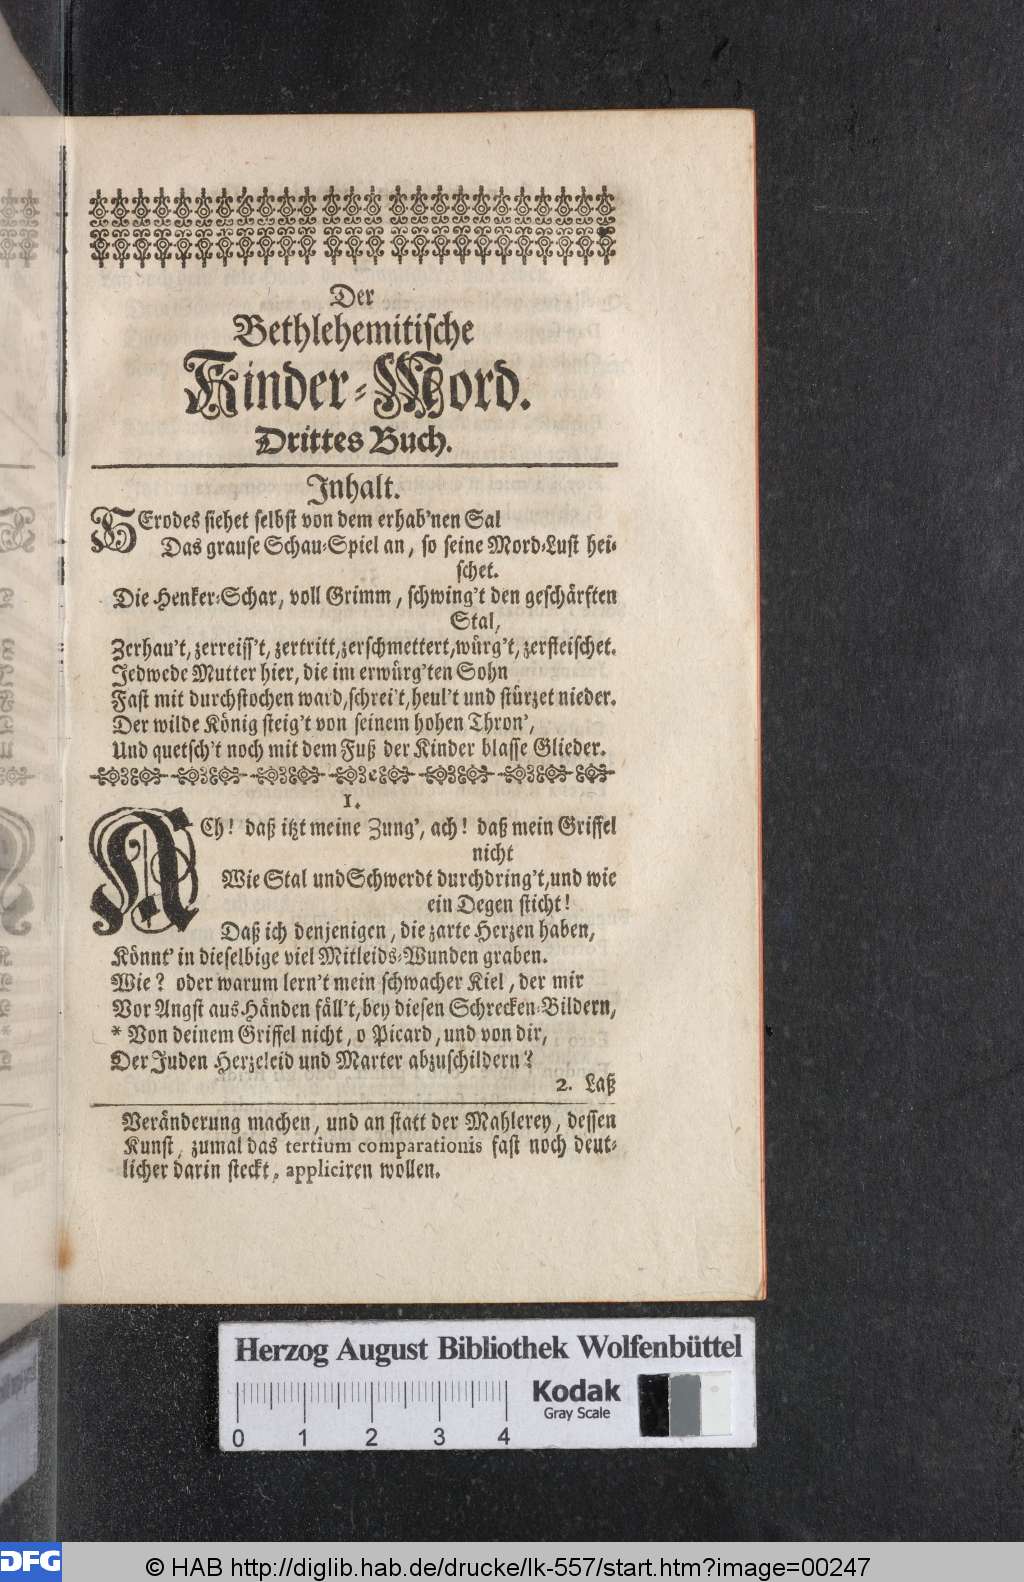 Der
Bethlehemitische
Kinder-Mord.
Drittes Buch.
Inhalt.
HErodes siehet selbst von dem erhab'nen Sal
Das grause Schau-Spiel an, so seine Mord-Lust hei-
schet.
Die Henker-Schar, voll Grimm, schwing't den geschärften
Stal,
Zerhau't, zerreiss't, zertritt, zerschmettert, würg't, zerfleischet.
Jedwede Mutter hier, die im erwürg'ten Sohn
Fast mit durchstochen ward, schrei't, heul't und stürzet nieder.
Der wilde König steig't von seinem hohen Thron',
Und quetsch't noch mit dem Fuß der Kinder blasse Glieder.
1.
ACh! daß itzt meine Zung', ach! daß mein Griffel
nicht
Wie Stal und Schwerdt durchdring't, und wie
ein Degen sticht!
Daß ich denjenigen, die zarte Herzen haben,
Könnt' in dieselbige viel Mitleids-Wunden graben.
Wie? oder warum lern't mein schwacher Kiel, der mir
Vor Angst aus Händen fäll't, bey diesen Schrecken-Bildern,
* Von deinem Griffel nicht, o Picard, und von dir,
Der Juden Herzeleid und Marter abzuschildern?
2. Laß
Veränderung machen, und an statt der Mahlerey, dessen
Kunst, zumal das tertium comparationis fast noch deut-
licher darin steckt, appliciren wollen.
Herzog August Bibliothek Wolfenbüttel
Kodak
Gray Scale
0 1 2 3 4
DFG
© HAB http://diglib.hab.de/drucke/lk-557/start.htm?image=00247